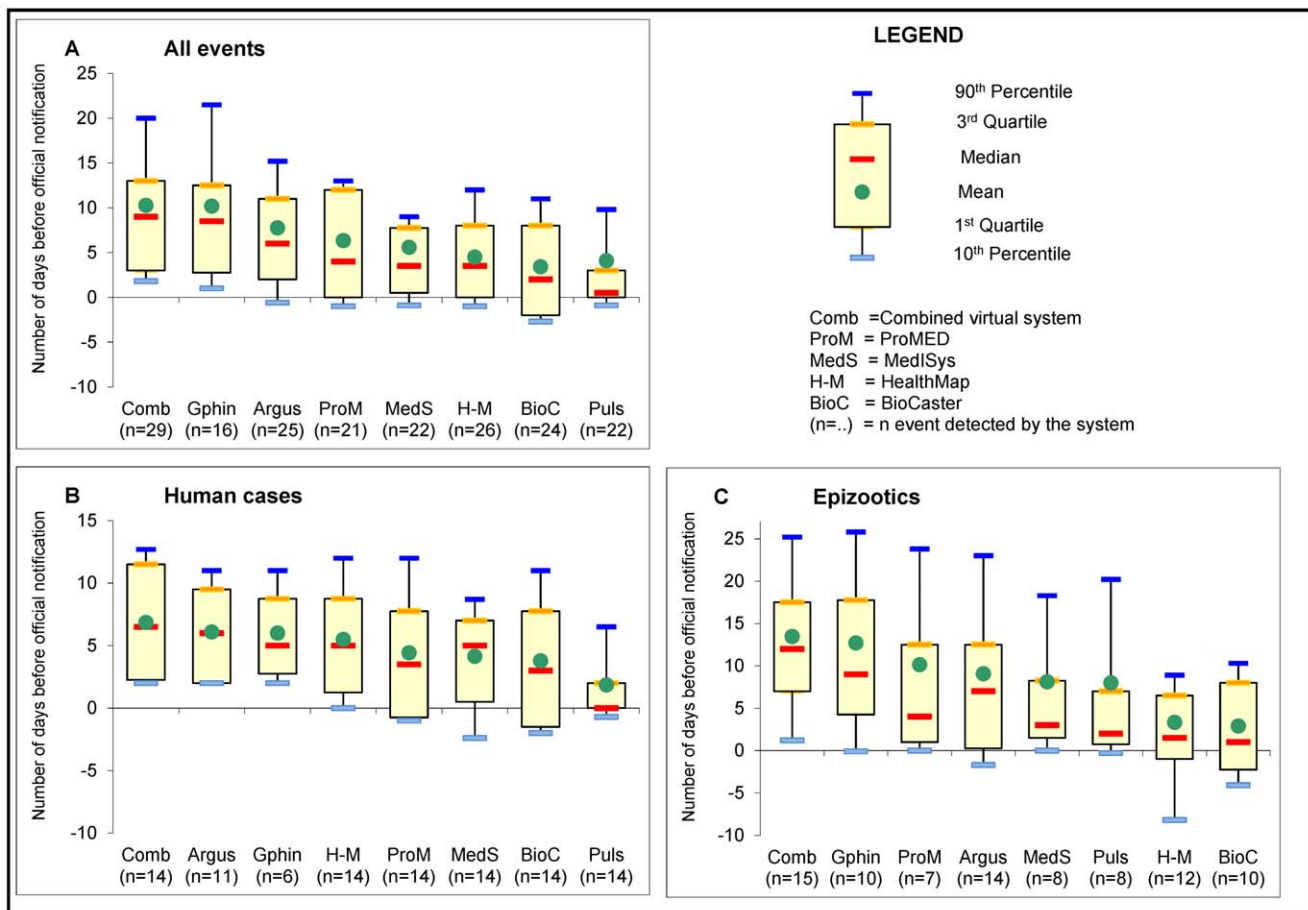 A All events
Number of days before official notification
25
20
15
10
5
0
-5
-10
Comb Gphin Argus ProM MedS H-M BioC Puls
(n=29) (n=16) (n=25) (n=21) (n=22) (n=26) (n=24) (n=22)
LEGEND
90th Percentile
3rd Quartile
Median
Mean
1st Quartile
10th Percentile
Comb =Combined virtual system
ProM = ProMED
MedS = MedISys
H-M = HealthMap
BioC = BioCaster
(n=..) = n event detected by the system
B Human cases
Number of days before official notification
15
10
5
0
-5
-10
Comb Argus Gphin H-M ProM MedS BioC Puls
(n=14) (n=11) (n=6) (n=14) (n=14) (n=14) (n=14) (n=14)
C Epizootics
Number of days before official notification
25
20
15
10
5
0
-5
-10
Comb Gphin ProM Argus MedS Puls H-M BioC
(n=15) (n=10) (n=7) (n=14) (n=8) (n=8) (n=12) (n=10)